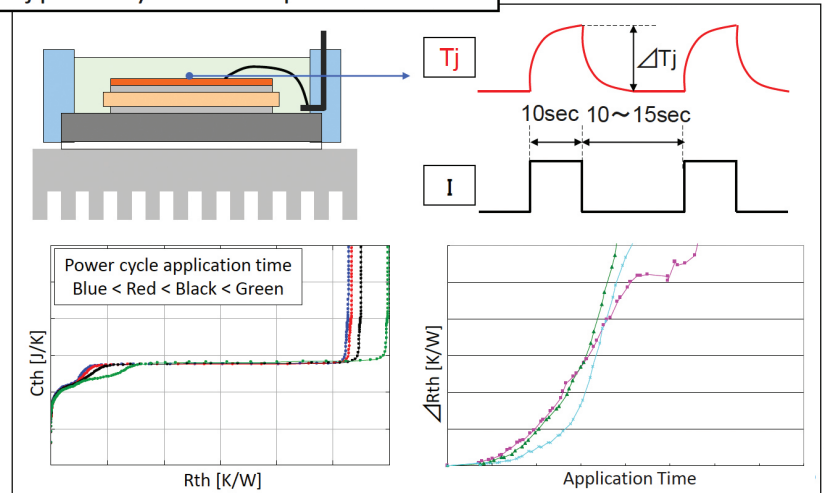 Tj
⊿Tj
10sec
10～15sec
I
Power cycle application time
Blue < Red < Black < Green
Cth [J/K]
Rth [K/W]
⊿Rth [K/W]
Application Time